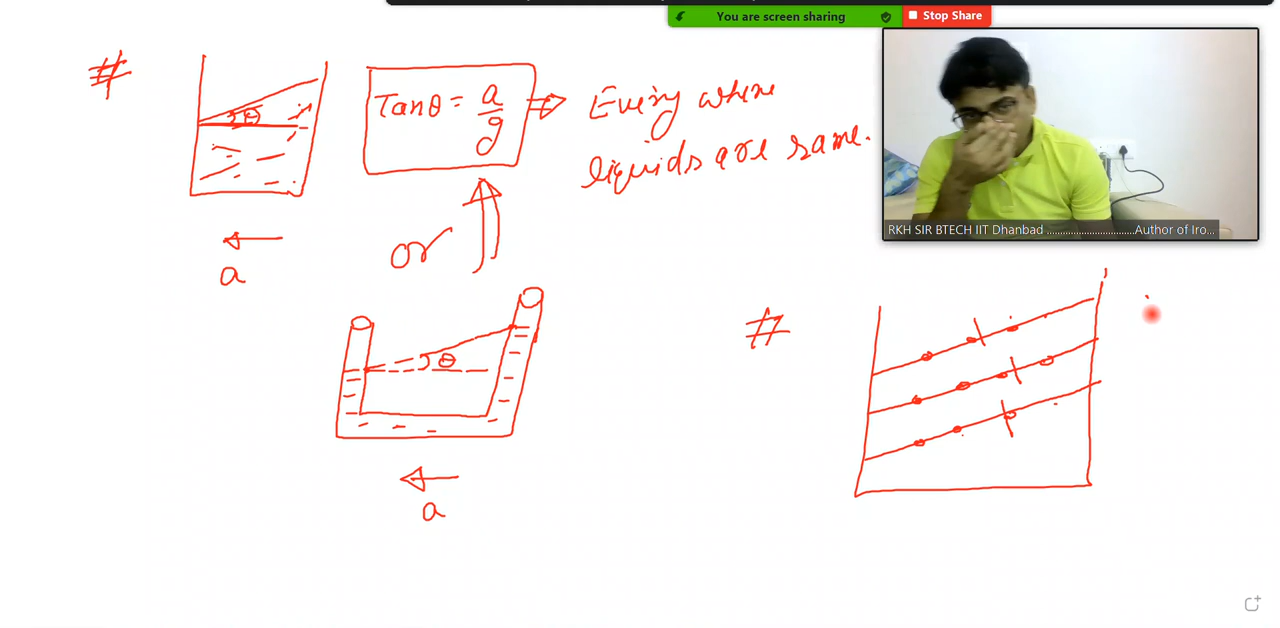 You are screen sharing
Stop Share
#
θ
Tanθ = a/g
⇒ Every where
liquids are same.
a
or
RKH SIR BTECH IIT Dhanbad ................................Author of Iro...
θ
#
a